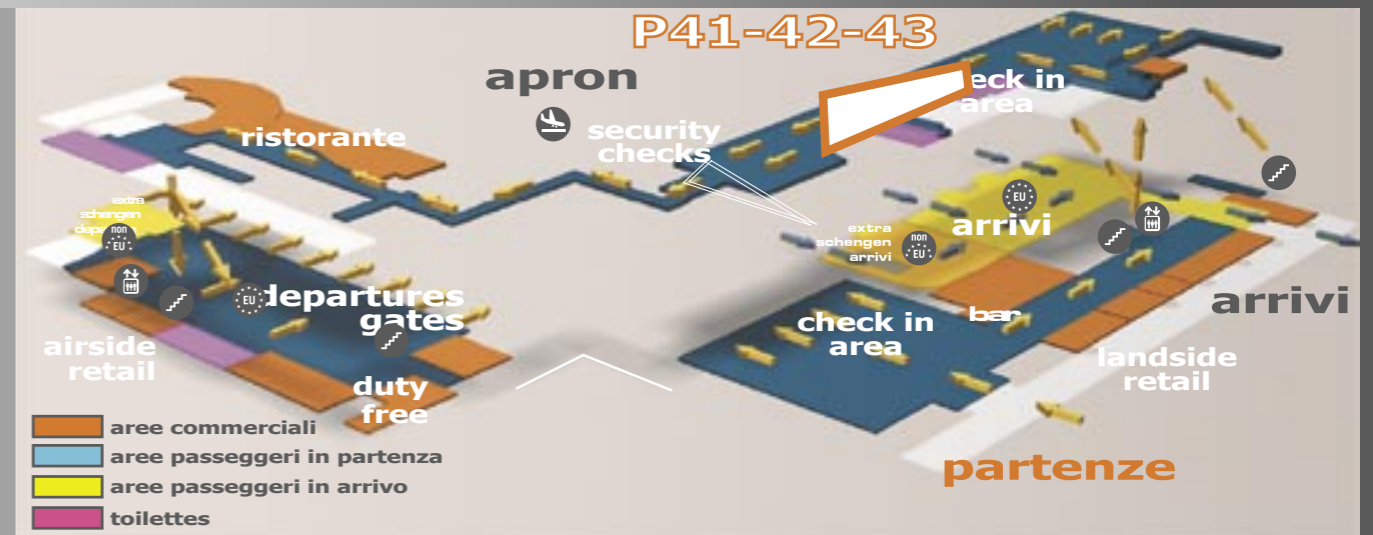 P41-42-43
apron
eck in
area
ristorante
security
checks
extra
schengen
non
EU
EU
arrivi
extra
schengen
arrivi
non
EU
EU
departures
gates
arrivi
bar
check in
area
airside
retail
landside
retail
duty
free
aree commerciali
aree passeggeri in partenza
aree passeggeri in arrivo
toilettes
partenze